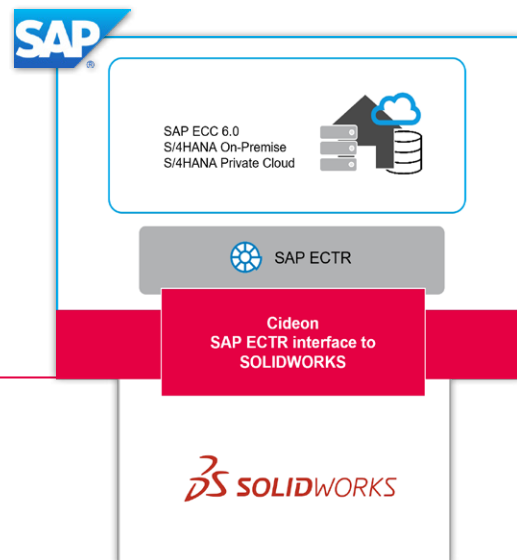 SAP
®
SAP ECC 6.0
S/4HANA On-Premise
S/4HANA Private Cloud
SAP ECTR
Cideon
SAP ECTR interface to
SOLIDWORKS
SOLIDWORKS